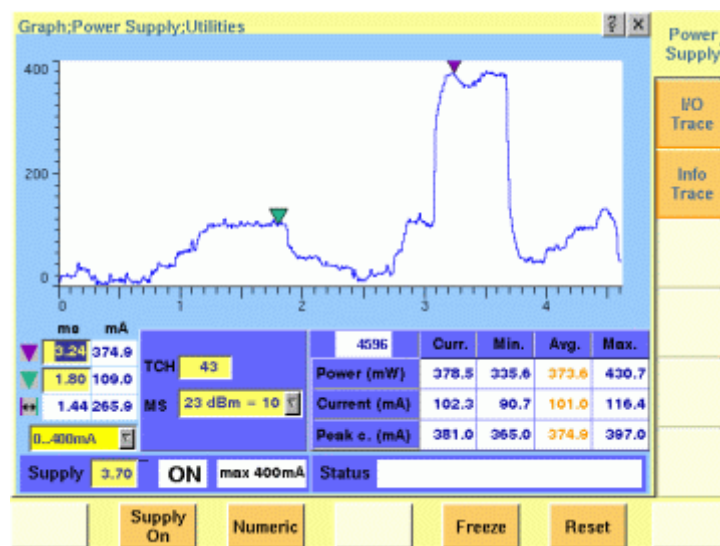 Graph;Power Supply;Utilities ? ×
Power
Supply
400
I/O
Trace
200
Info
Trace
0
0 1 2 3 4
ms mA
3.24 374.9
1.80 109.0
1.44 265.9
0..400mA
TCH 43
MS 23 dBm = 10
4596 Curr. Min. Avg. Max.
Power (mW) 378.5 335.6 373.6 430.7
Current (mA) 102.3 90.7 101.0 116.4
Peak c. (mA) 381.0 365.0 374.9 397.0
Supply 3.70 ON max 400mA Status
Supply
On
Numeric
Freeze
Reset